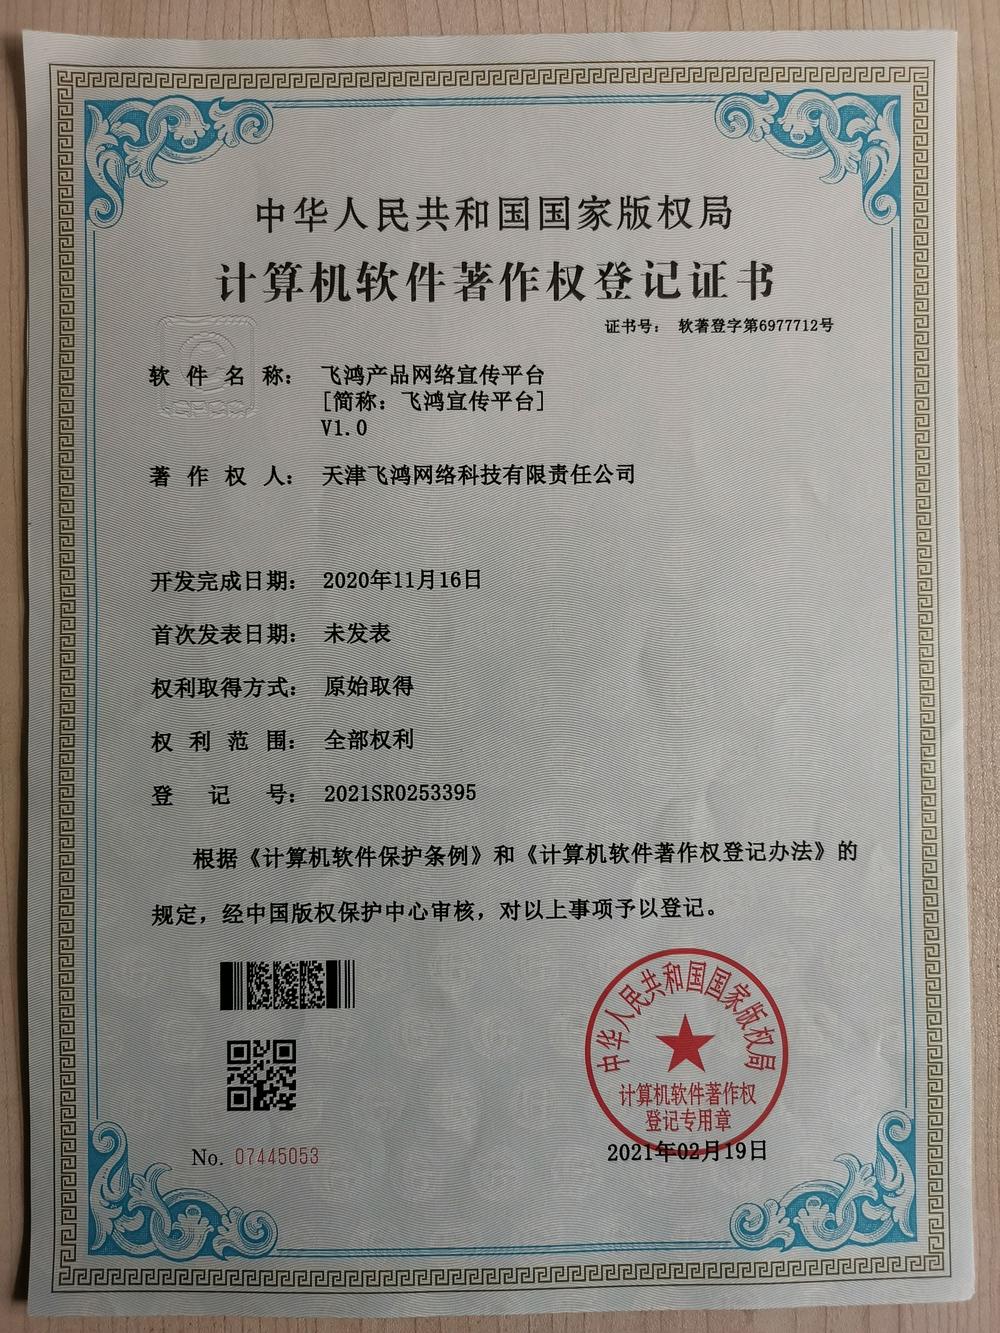 中华人民共和国国家版权局
计算机软件著作权登记证书
证书号： 软著登字第6977712号
软件名称： 飞鸿产品网络宣传平台
[简称：飞鸿宣传平台]
V1.0
著作权人： 天津飞鸿网络科技有限责任公司
开发完成日期： 2020年11月16日
首次发表日期： 未发表
权利取得方式： 原始取得
权利范围： 全部权利
登记号： 2021SR0253395
根据《计算机软件保护条例》和《计算机软件著作权登记办法》的
规定，经中国版权保护中心审核，对以上事项予以登记。
中华人民共和国国家版权局
计算机软件著作权
登记专用章
No. 07445053
2021年02月19日